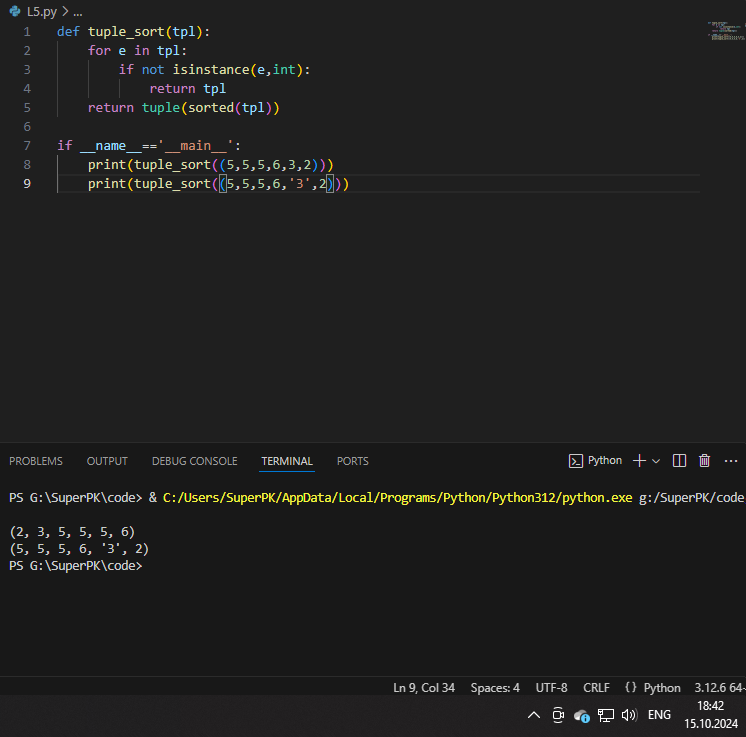 L5.py > ...
1 def tuple_sort(tpl):
2     for e in tpl:
3         if not isinstance(e,int):
4             return tpl
5     return tuple(sorted(tpl))
6
7 if __name__=='__main__':
8     print(tuple_sort((5,5,5,6,3,2)))
9     print(tuple_sort((5,5,5,6,'3',2)))
PROBLEMS OUTPUT DEBUG CONSOLE TERMINAL PORTS Python
PS G:\SuperPK\code> & C:/Users/SuperPK/AppData/Local/Programs/Python/Python312/python.exe g:/SuperPK/code
(2, 3, 5, 5, 5, 6)
(5, 5, 5, 6, '3', 2)
PS G:\SuperPK\code>
Ln 9, Col 34 Spaces: 4 UTF-8 CRLF {} Python 3.12.6 64-
ENG 18:42
15.10.2024